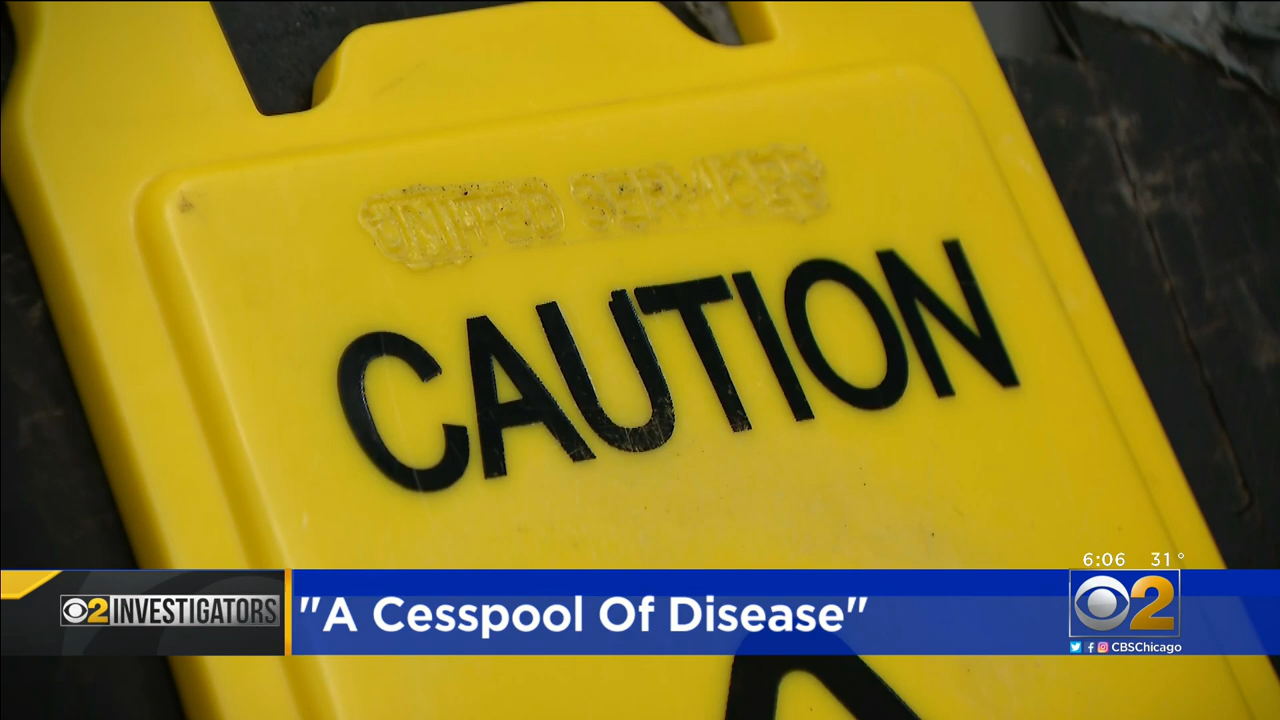 UNITED SERVICES
CAUTION
6:06 31°
2 INVESTIGATORS
"A Cesspool Of Disease"
2
CBSChicago